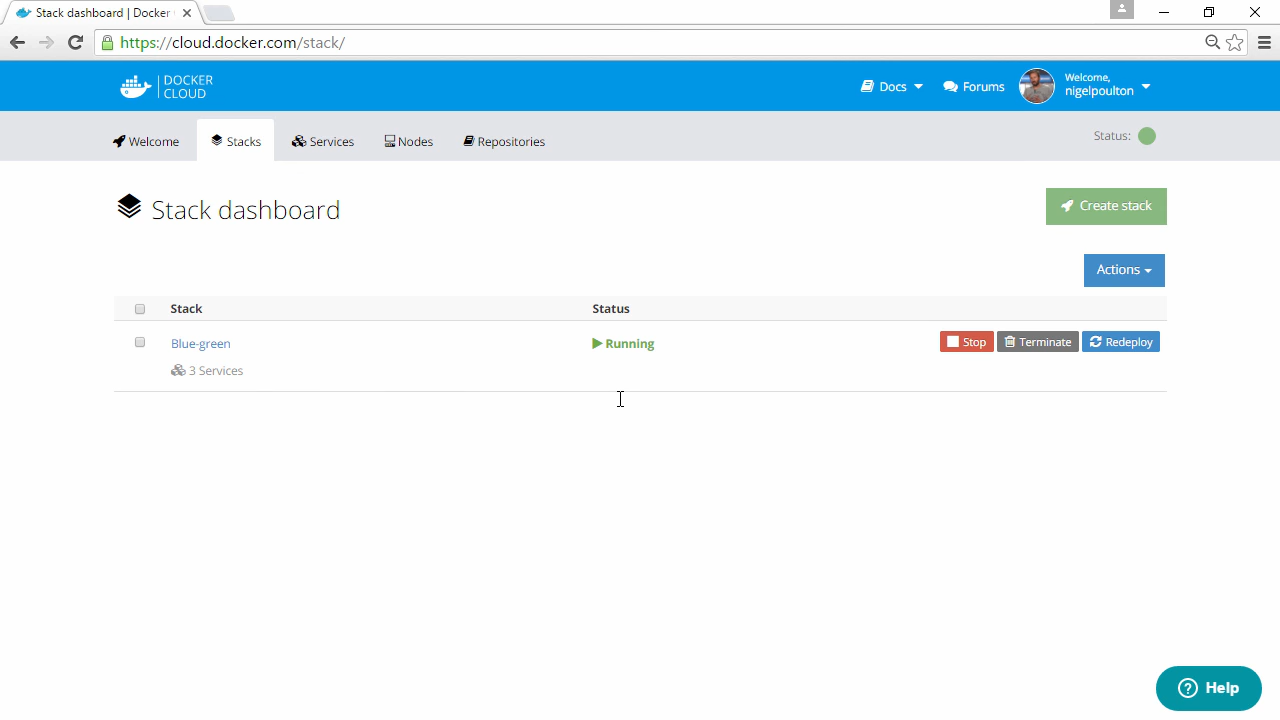 Stack dashboard | Docker
https://cloud.docker.com/stack/
DOCKER
CLOUD
Docs
Forums
Welcome,
nigelpoulton
Welcome
Stacks
Services
Nodes
Repositories
Status:
Stack dashboard
Create stack
Actions
Stack
Status
Blue-green
Running
Stop
Terminate
Redeploy
3 Services
Help